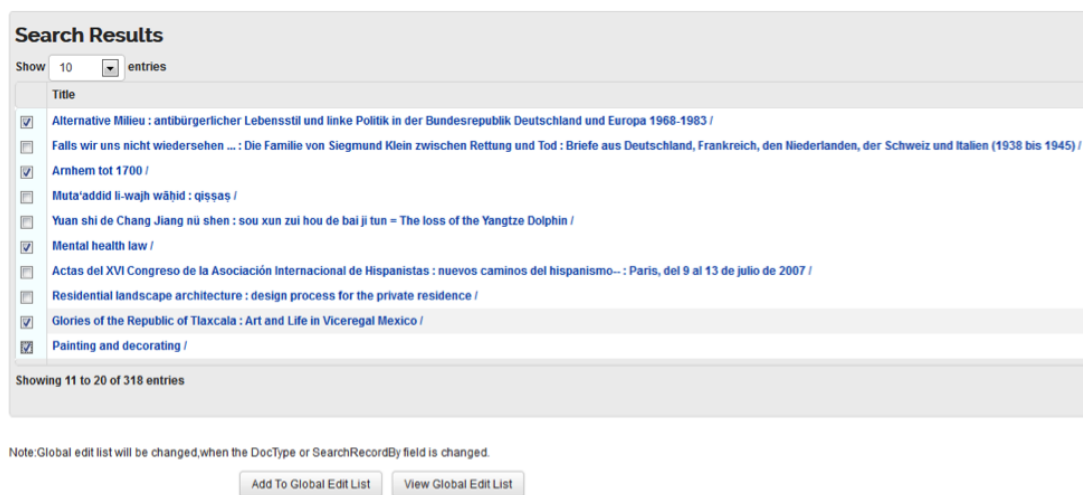 Search Results
Show 10 entries
Title
Alternative Milieu : antibürgerlicher Lebensstil und linke Politik in der Bundesrepublik Deutschland und Europa 1968-1983 /
Falls wir uns nicht wiedersehen ... : Die Familie von Siegmund Klein zwischen Rettung und Tod : Briefe aus Deutschland, Frankreich, den Niederlanden, der Schweiz und Italien (1938 bis 1945) /
Arnhem tot 1700 /
Mutaʻaddid li-wajh wāḥid : qiṣṣaṣ /
Yuan shi de Chang Jiang nü shen : sou xun zui hou de bai ji tun = The loss of the Yangtze Dolphin /
Mental health law /
Actas del XVI Congreso de la Asociación Internacional de Hispanistas : nuevos caminos del hispanismo-- : Paris, del 9 al 13 de julio de 2007 /
Residential landscape architecture : design process for the private residence /
Glories of the Republic of Tlaxcala : Art and Life in Viceregal Mexico /
Painting and decorating /
Showing 11 to 20 of 318 entries
Note:Global edit list will be changed,when the DocType or SearchRecordBy field is changed.
Add To Global Edit List View Global Edit List